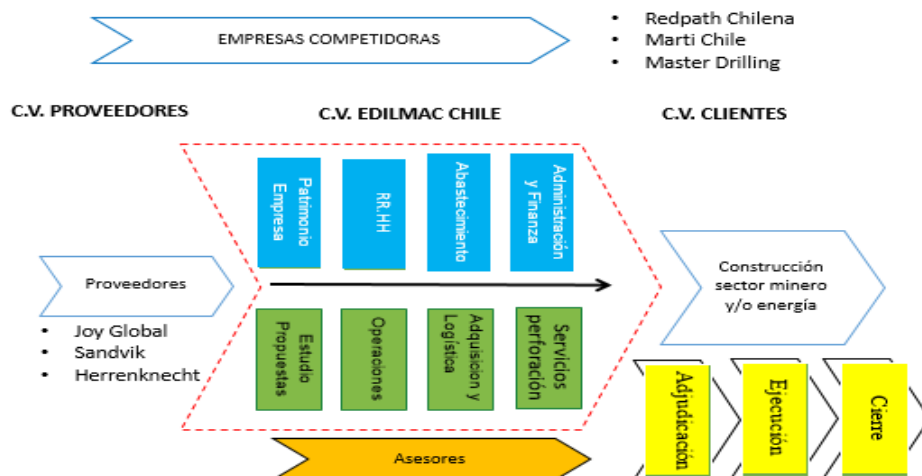 EMPRESAS COMPETIDORAS
• Redpath Chilena
• Marti Chile
• Master Drilling
C.V. PROVEEDORES
C.V. EDILMAC CHILE
C.V. CLIENTES
Patrimonio
Empresa
RR.HH
Abastecimiento
Administración
y Finanza
Proveedores
• Joy Global
• Sandvik
• Herrenknecht
Estudio
Propuestas
Operaciones
Adquisicion y
Logística
Servicios
perforación
Construcción
sector minero
y/o energía
Adjudicación
Ejecución
Cierre
Asesores